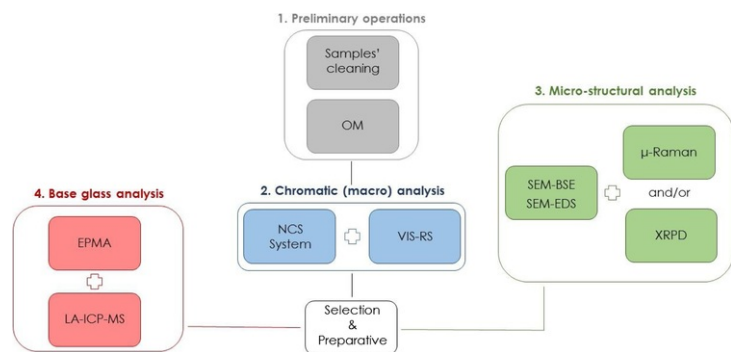 1. Preliminary operations
Samples'
cleaning
OM
2. Chromatic (macro) analysis
NCS
System
VIS-RS
3. Micro-structural analysis
SEM-BSE
SEM-EDS
µ-Raman
and/or
XRPD
4. Base glass analysis
EPMA
LA-ICP-MS
Selection
&
Preparative